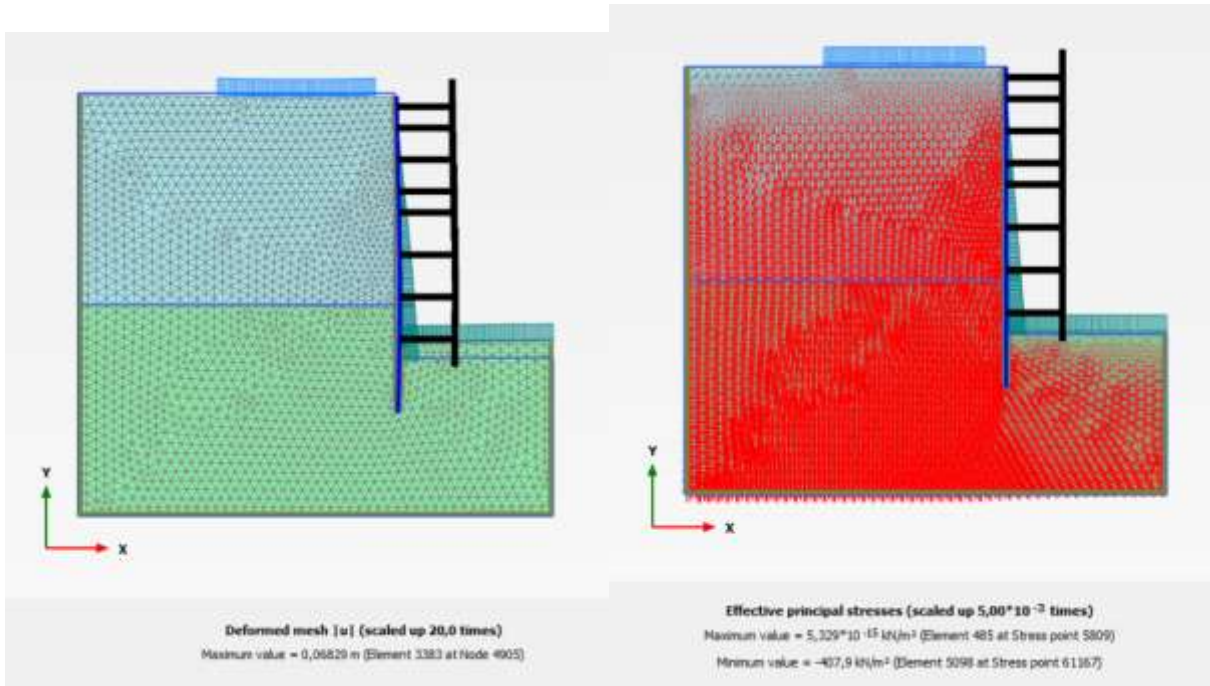 Y
X
Deformed mesh |u| (scaled up 20,0 times)
Maximum value = 0,06829 m (Element 3383 at Node 4905)
Y
X
Effective principal stresses (scaled up 5,00*10 -3 times)
Maximum value = 5,329*10 -15 kN/m² (Element 485 at Stress point 5809)
Minimum value = -407,9 kN/m² (Element 5098 at Stress point 61167)